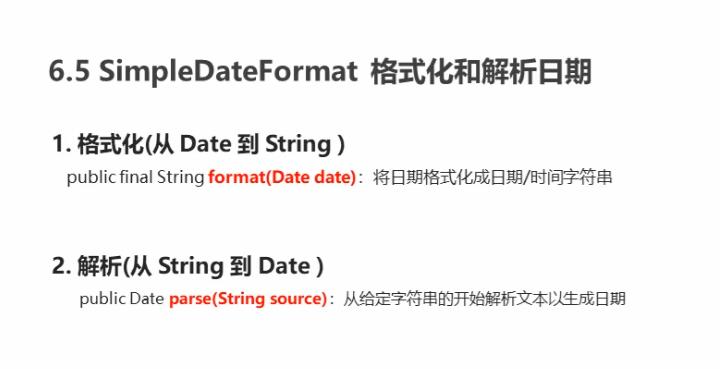 6.5 SimpleDateFormat 格式化和解析日期
1. 格式化(从 Date 到 String )
public final String format(Date date)：将日期格式化成日期/时间字符串
2. 解析(从 String 到 Date )
public Date parse(String source)：从给定字符串的开始解析文本以生成日期